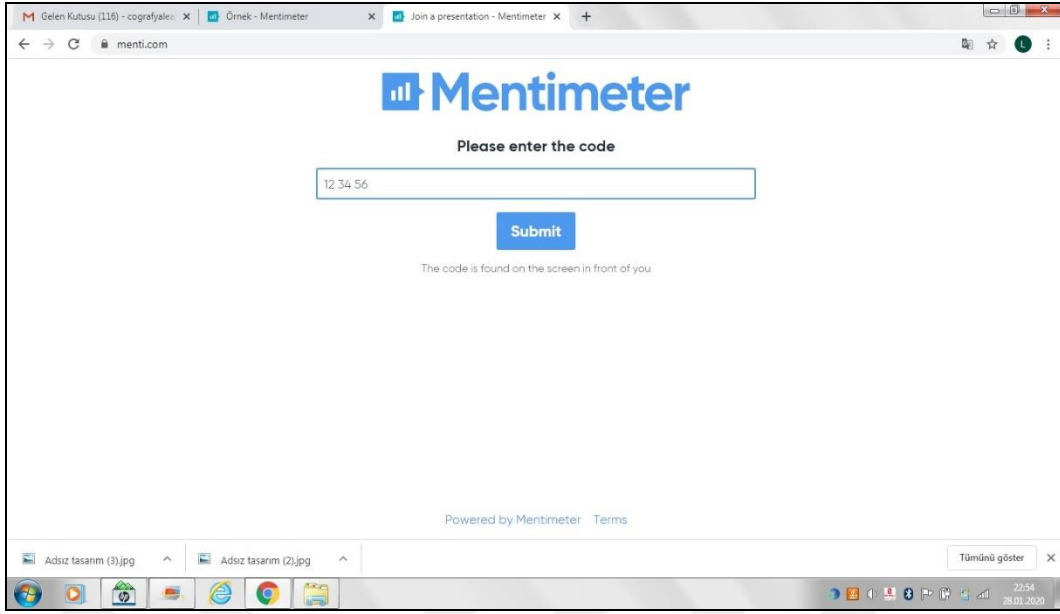 Gelen Kutusu (116) - cografyale
Örnek - Mentimeter
Join a presentation - Mentimeter
menti.com
L
Mentimeter
Please enter the code
12 34 56
Submit
The code is found on the screen in front of you
Powered by Mentimeter Terms
Adsız tasarım (3).jpg
Adsız tasarım (2).jpg
Tümünü göster
22:54
28.01.2020